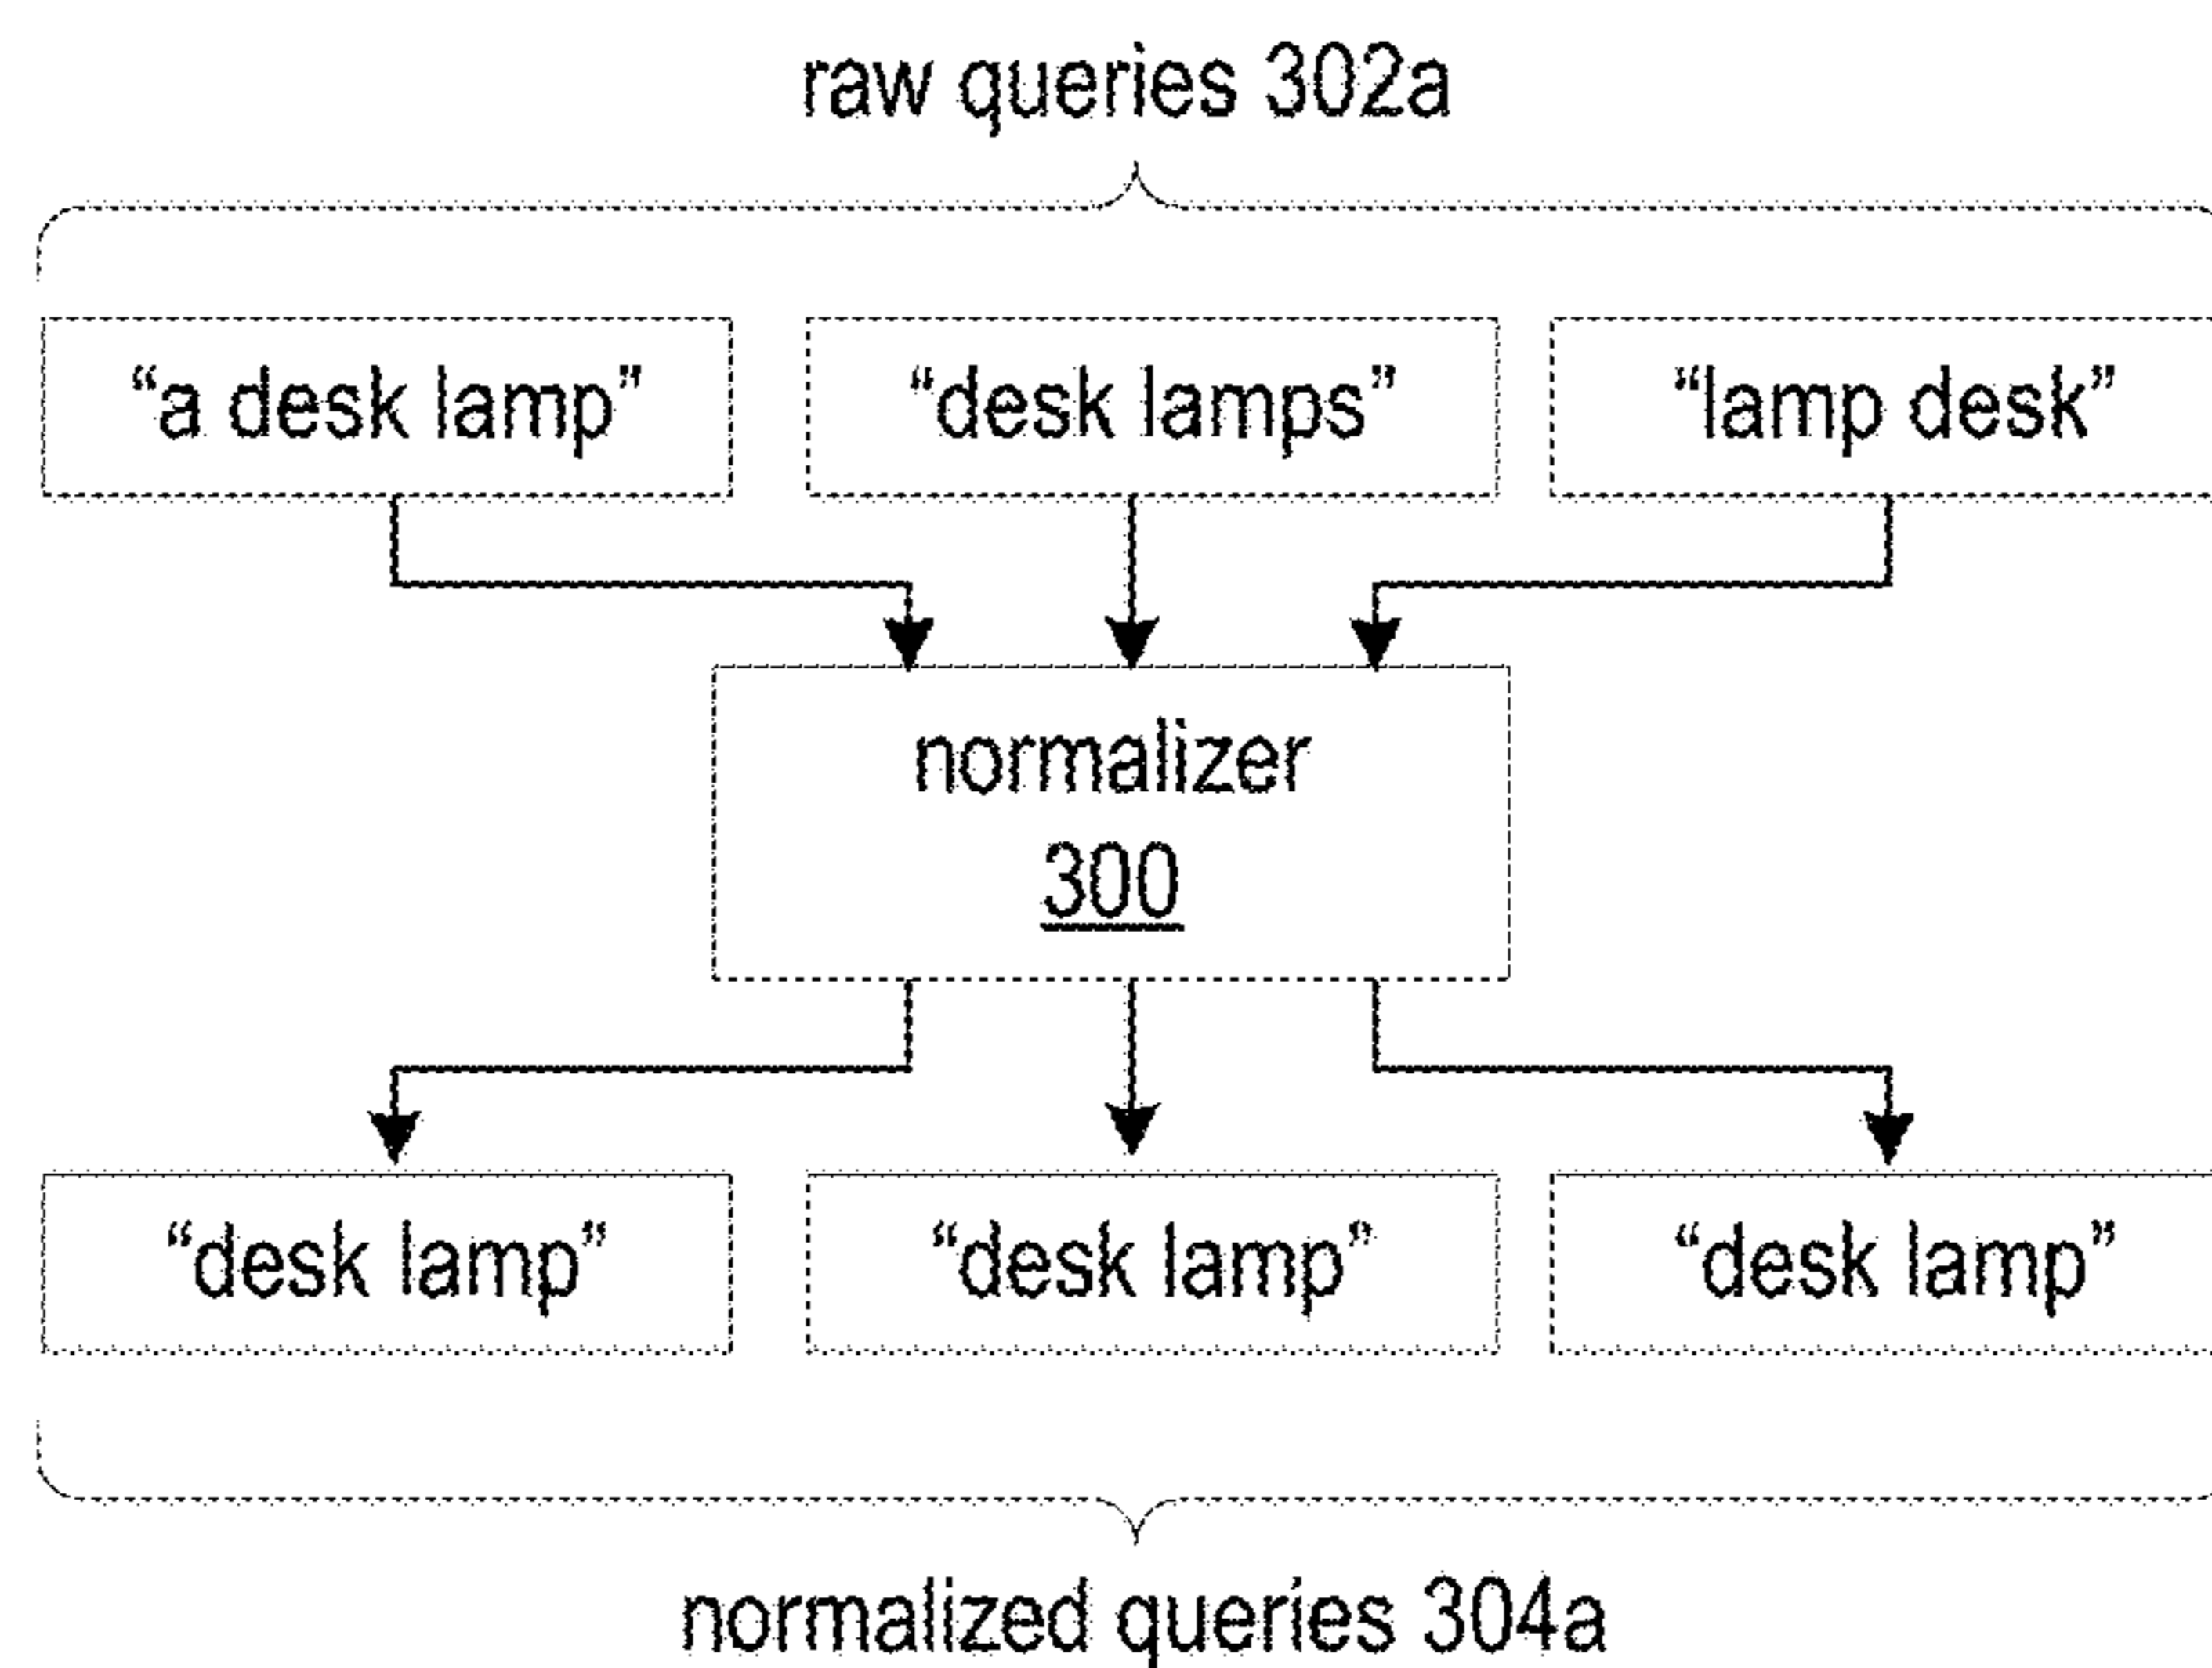 raw queries 302a
“a desk lamp” “desk lamps” “lamp desk”
normalizer
300
“desk lamp” “desk lamp” “desk lamp”
normalized queries 304a